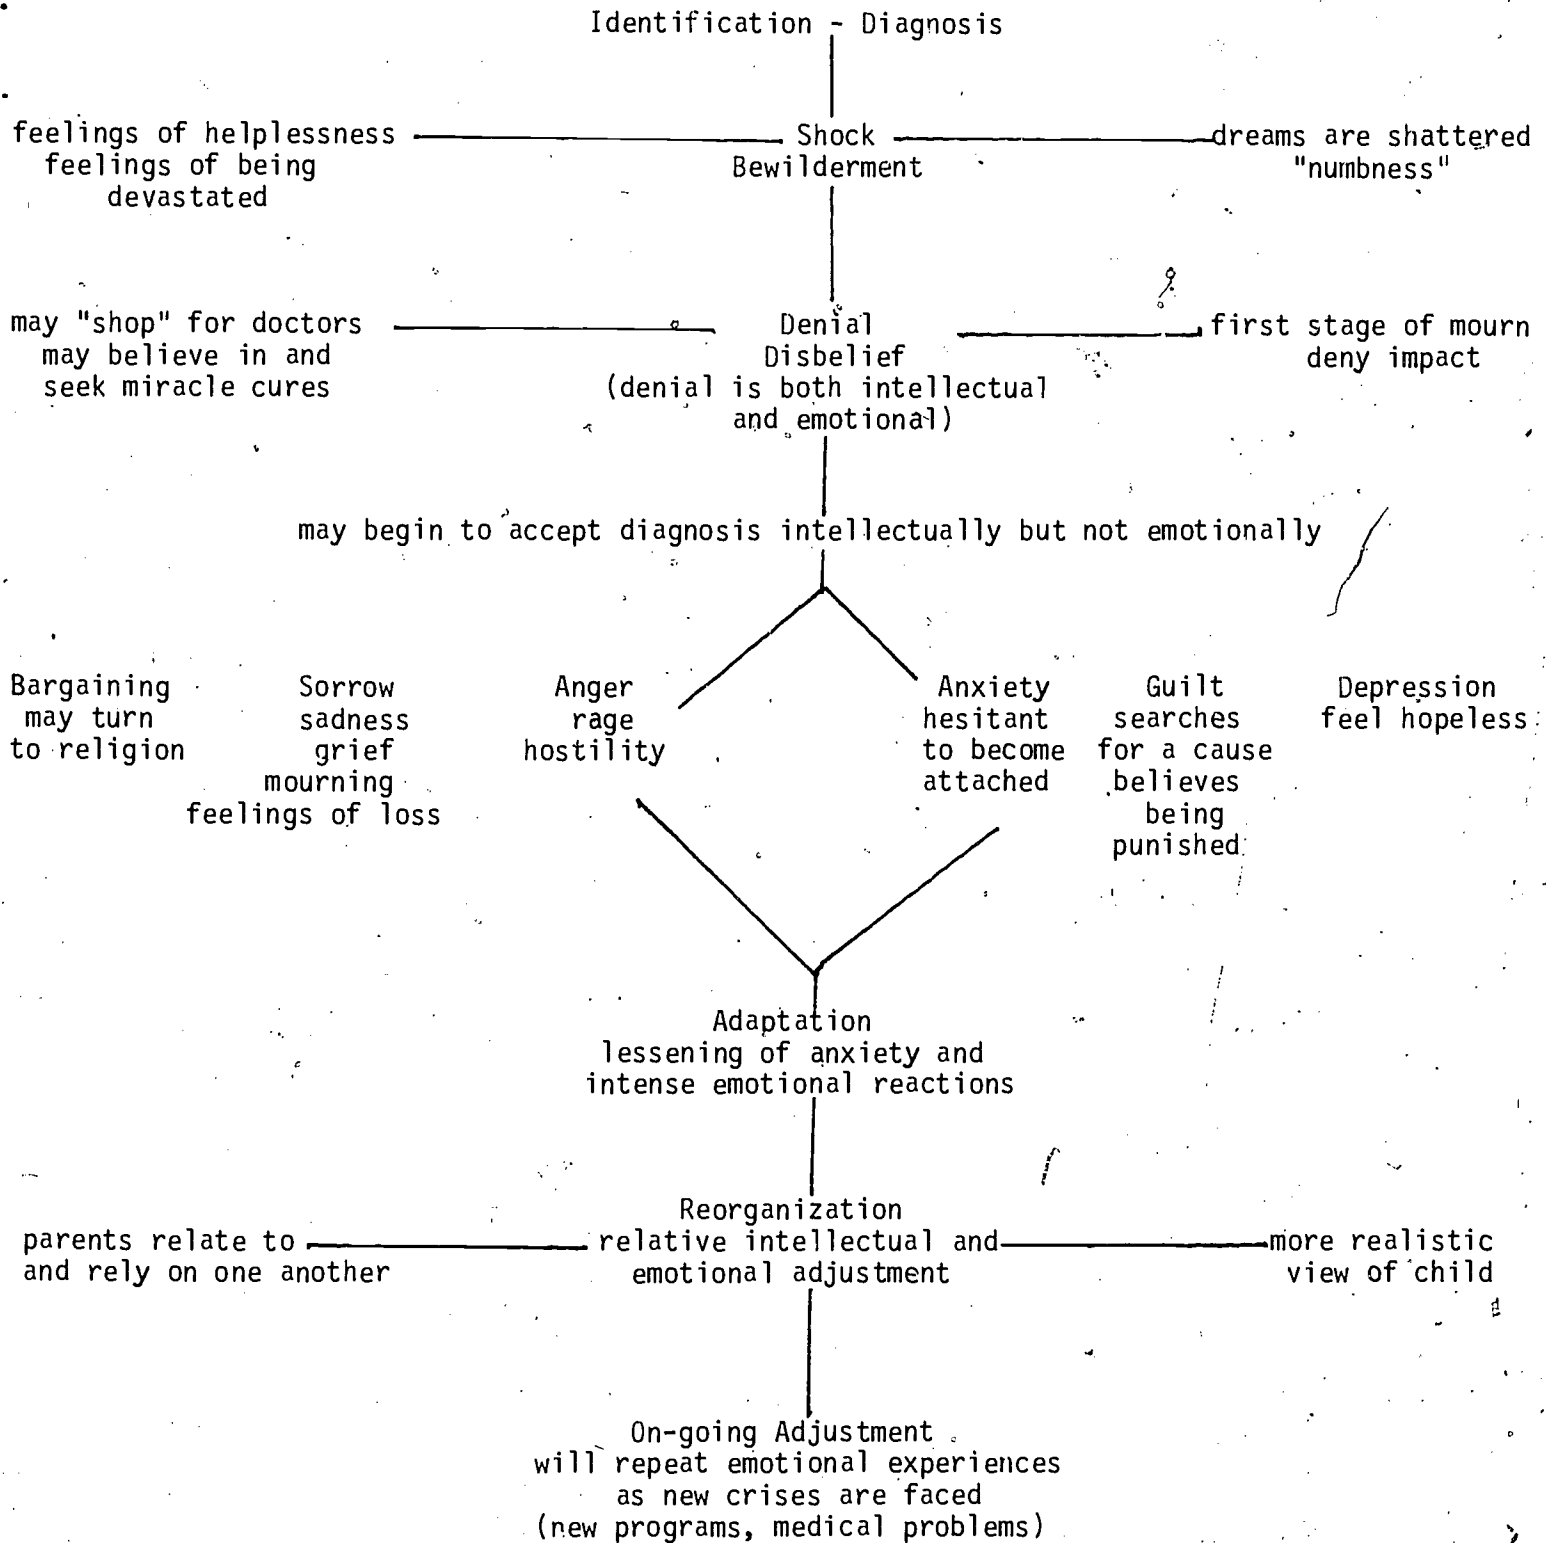 Identification - Diagnosis
feelings of helplessness
feelings of being
devastated
Shock
Bewilderment
dreams are shattered
"numbness"
may "shop" for doctors
may believe in and
seek miracle cures
Denial
Disbelief
(denial is both intellectual
and emotional)
first stage of mourn
deny impact
may begin to accept diagnosis intellectually but not emotionally
Bargaining
may turn
to religion
Sorrow
sadness
grief
mourning
feelings of loss
Anger
rage
hostility
Anxiety
hesitant
to become
attached
Guilt
searches
for a cause
believes
being
punished
Depression
feel hopeless
Adaptation
lessening of anxiety and
intense emotional reactions
parents relate to
and rely on one another
Reorganization
relative intellectual and
emotional adjustment
more realistic
view of child
On-going Adjustment
will repeat emotional experiences
as new crises are faced
(new programs, medical problems)